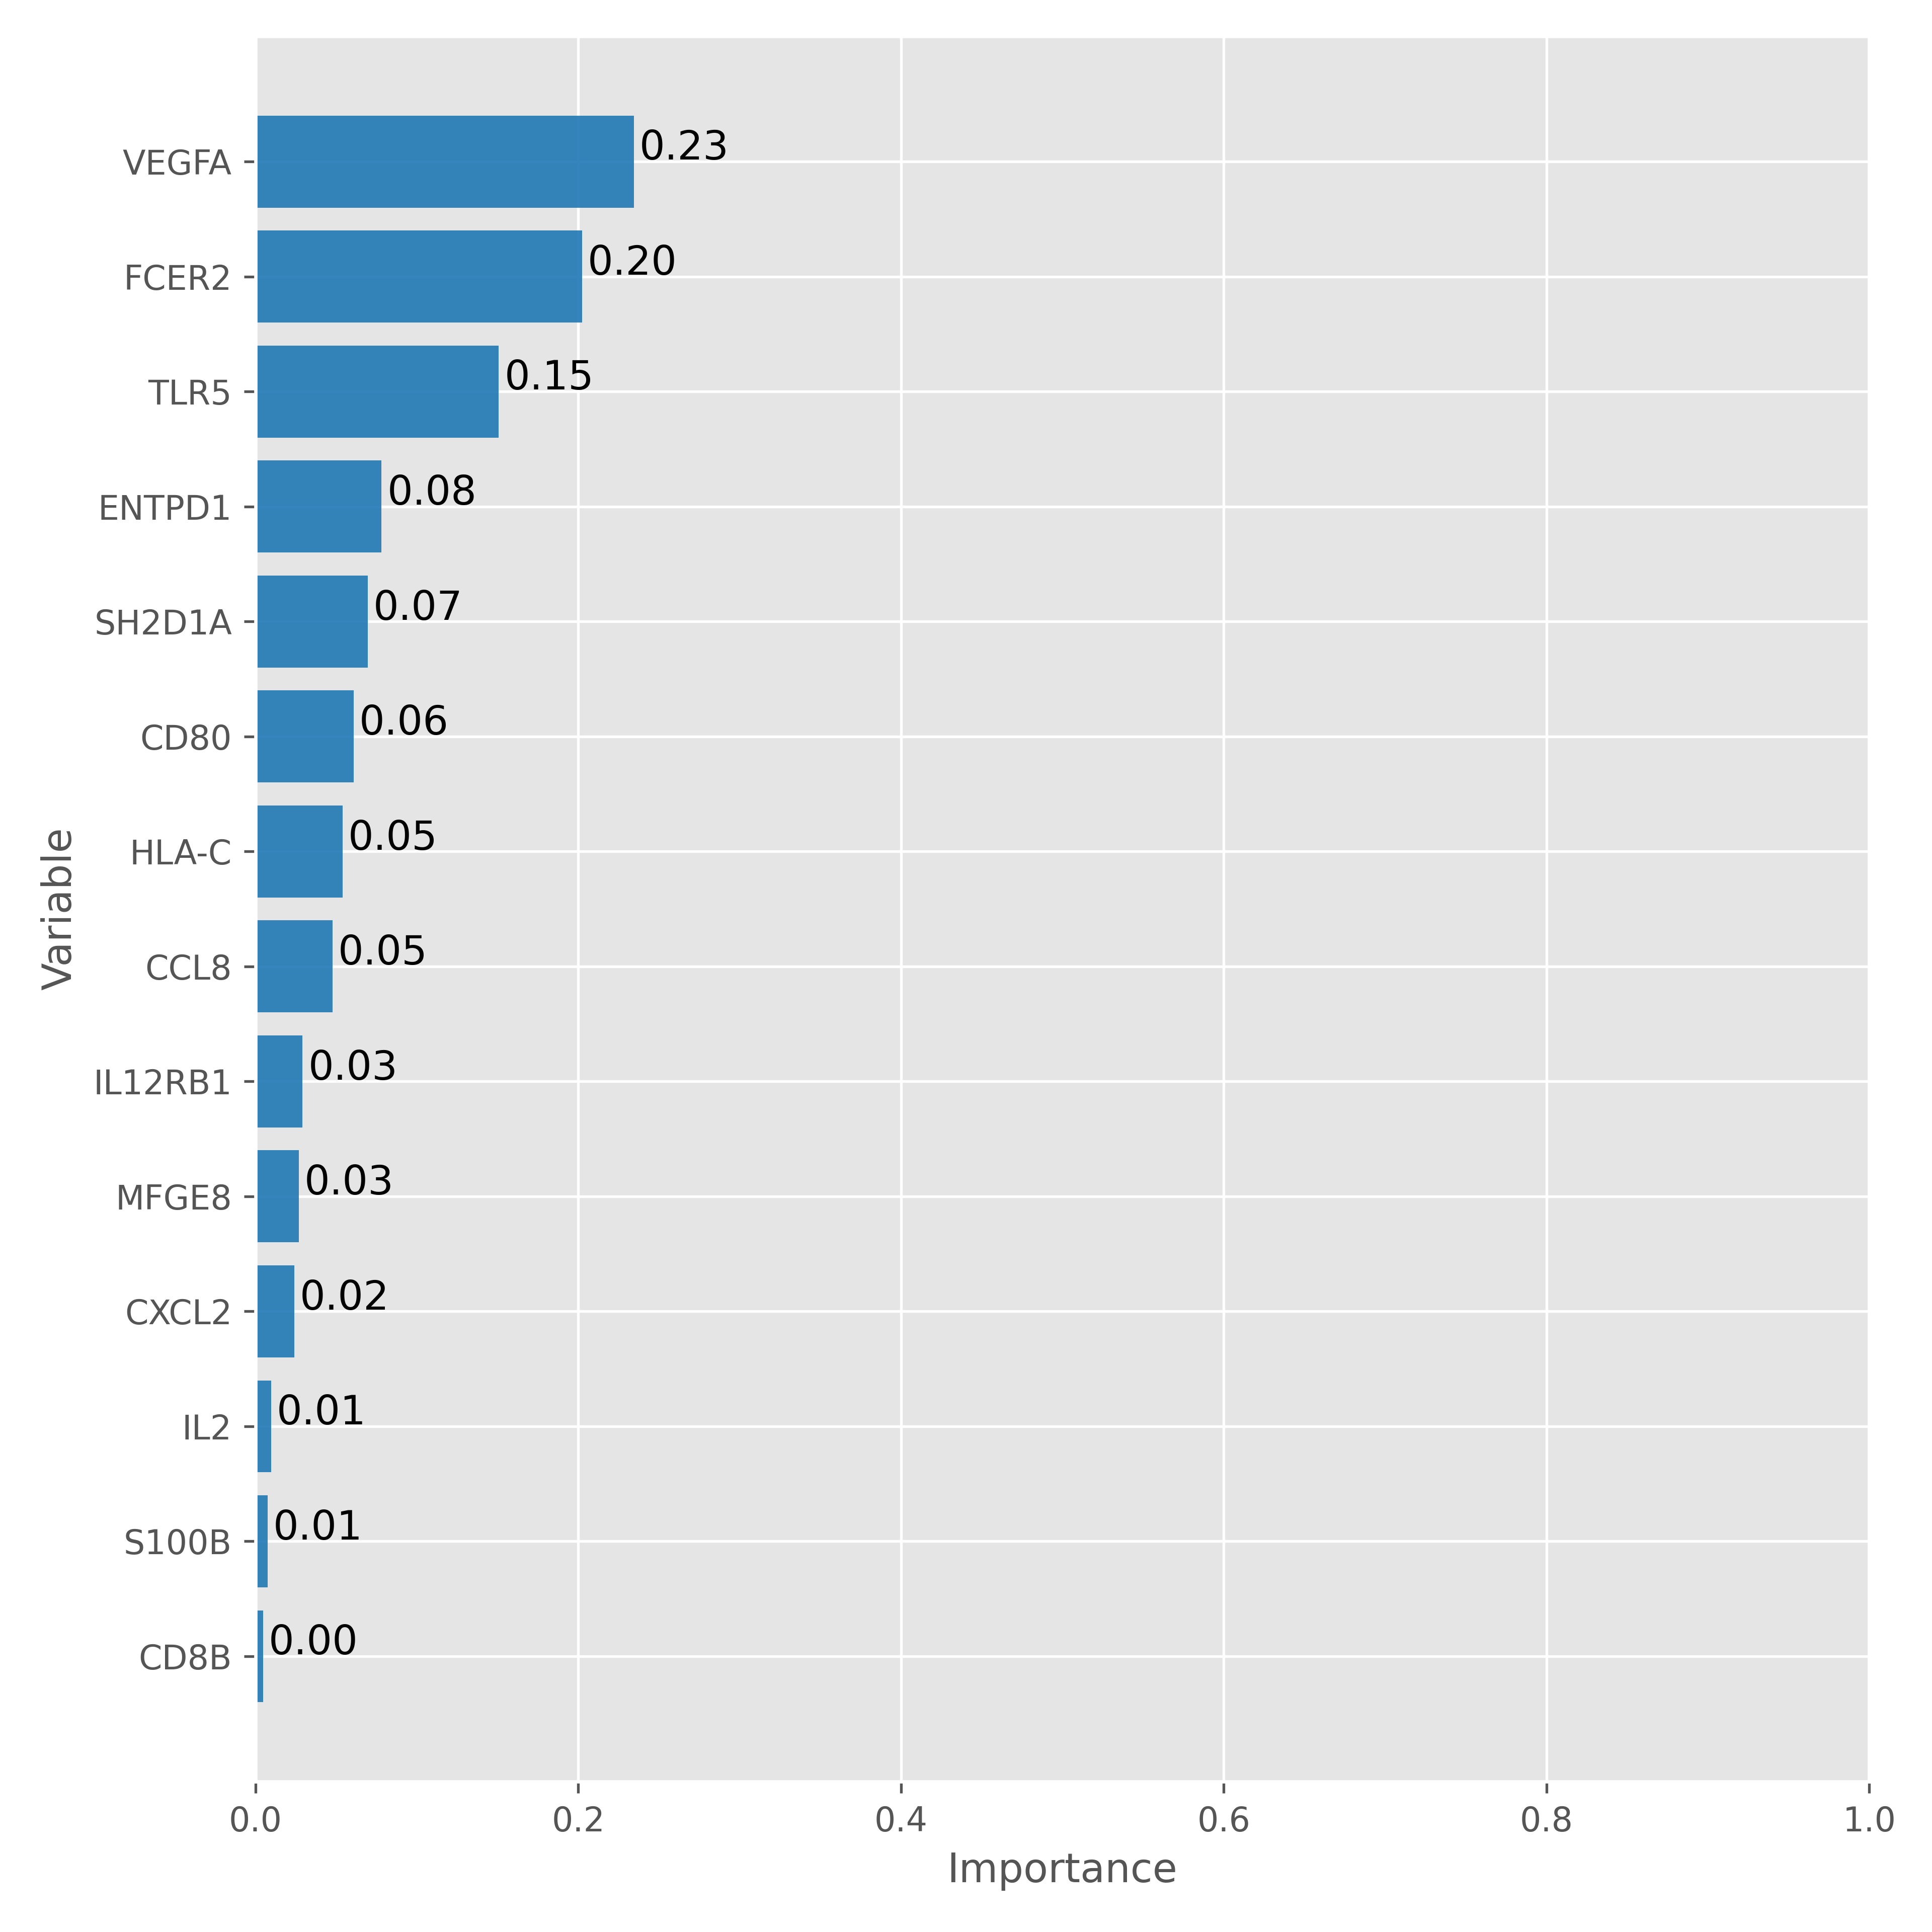 VEGFA 0.23
FCER2 0.20
TLR5 0.15
ENTPD1 0.08
SH2D1A 0.07
CD80 0.06
HLA-C 0.05
CCL8 0.05
IL12RB1 0.03
MFGE8 0.03
CXCL2 0.02
IL2 0.01
S100B 0.01
CD8B 0.00
Variable
0.0 0.2 0.4 0.6 0.8 1.0
Importance